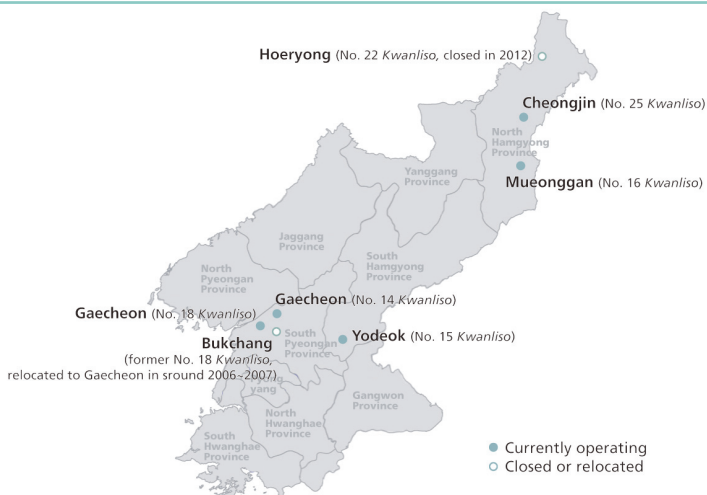 Hoeryong (No. 22 Kwanliso, closed in 2012)
Cheongjin (No. 25 Kwanliso)
North
Hamgyong
Province
Mueonggan (No. 16 Kwanliso)
Yanggang
Province
Jaggang
Province
South
Hamgyong
Province
North
Pyeongan
Province
Gaecheon (No. 14 Kwanliso)
Gaecheon (No. 18 Kwanliso)
Bukchang
(former No. 18 Kwanliso,
relocated to Gaecheon in sround 2006~2007)
South
Pyeongan
Province
Yodeok (No. 15 Kwanliso)
Pyong
yang
Gangwon
Province
North
Hwanghae
Province
South
Hwanghae
Province
Currently operating
Closed or relocated